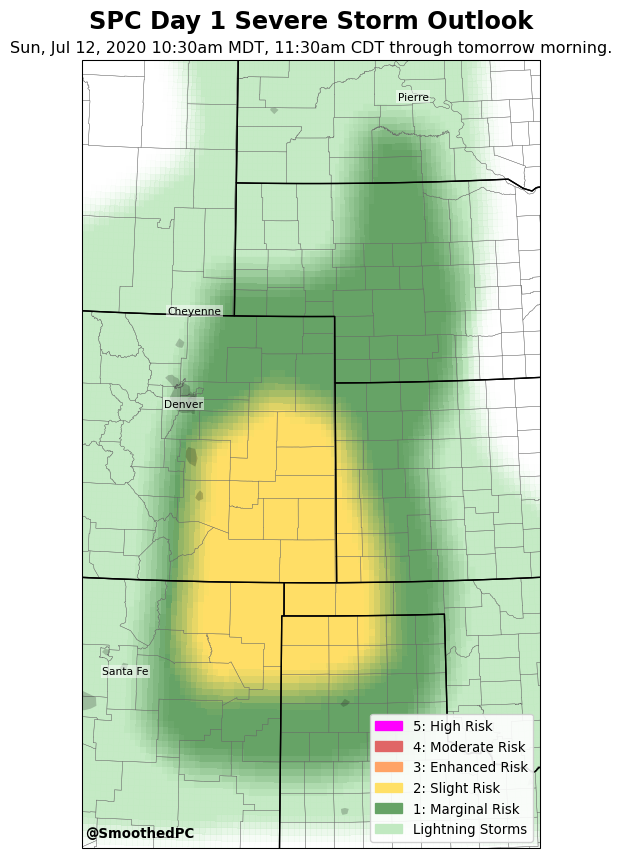 SPC Day 1 Severe Storm Outlook
Sun, Jul 12, 2020 10:30am MDT, 11:30am CDT through tomorrow morning.
Pierre
Cheyenne
Denver
Santa Fe
5: High Risk
4: Moderate Risk
3: Enhanced Risk
2: Slight Risk
1: Marginal Risk
Lightning Storms
@SmoothedPC